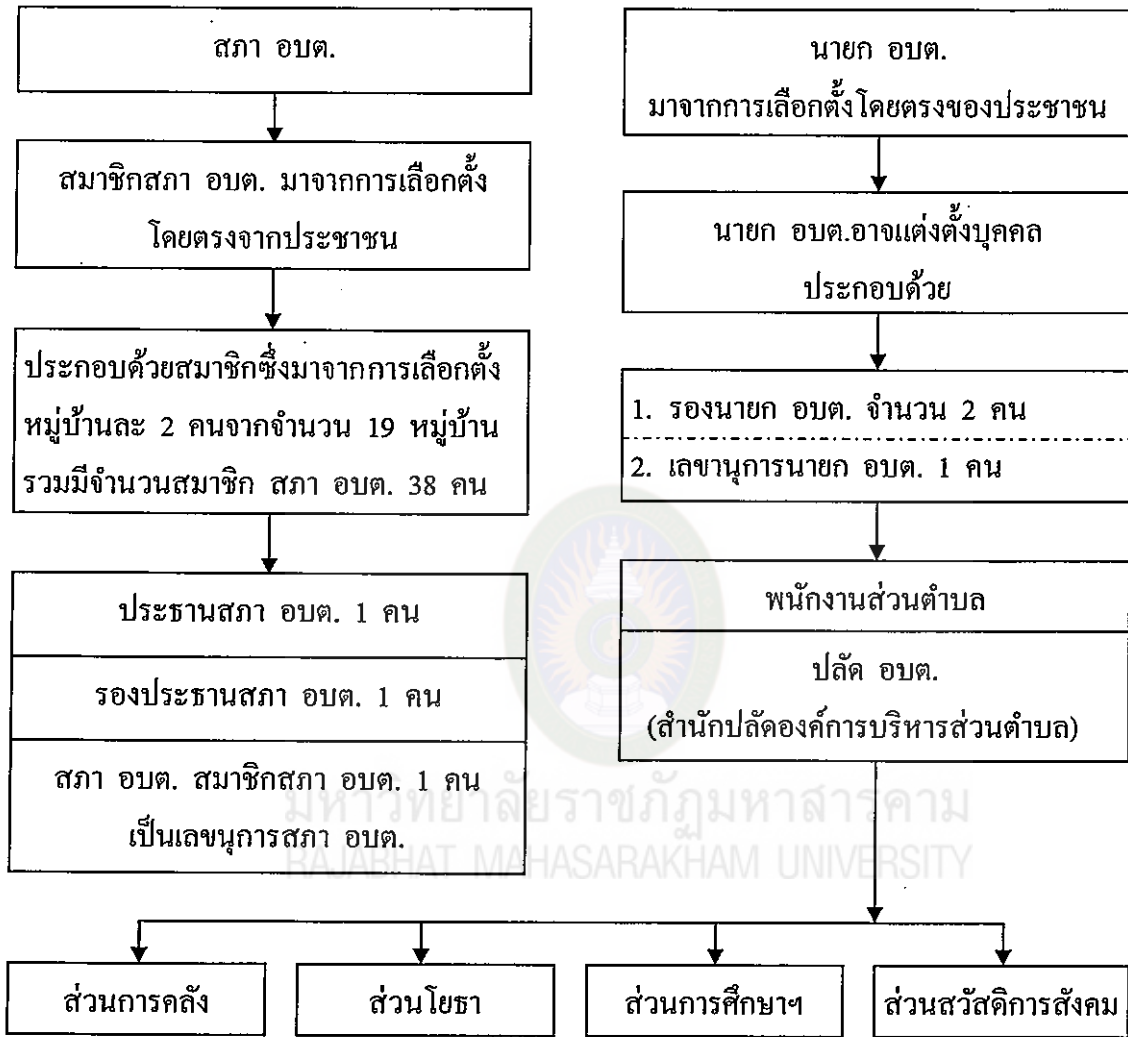 สภา อบต.
สมาชิกสภา อบต. มาจากการเลือกตั้ง
โดยตรงจากประชาชน
ประกอบด้วยสมาชิกซึ่งมาจากการเลือกตั้ง
หมู่บ้านละ 2 คนจากจำนวน 19 หมู่บ้าน
รวมมีจำนวนสมาชิก สภา อบต. 38 คน
ประธานสภา อบต. 1 คน
รองประธานสภา อบต. 1 คน
สภา อบต. สมาชิกสภา อบต. 1 คน
เป็นเลขนุการสภา อบต.
นายก อบต.
มาจากการเลือกตั้งโดยตรงของประชาชน
นายก อบต.อาจแต่งตั้งบุคคล
ประกอบด้วย
1. รองนายก อบต. จำนวน 2 คน
2. เลขานุการนายก อบต. 1 คน
พนักงานส่วนตำบล
ปลัด อบต.
(สำนักปลัดองค์การบริหารส่วนตำบล)
มหาวิทยาลัยราชภัฏมหาสารคาม
RAJABHAT MAHASARAKHAM UNIVERSITY
ส่วนการคลัง
ส่วนโยธา
ส่วนการศึกษาฯ
ส่วนสวัสดิการสังคม